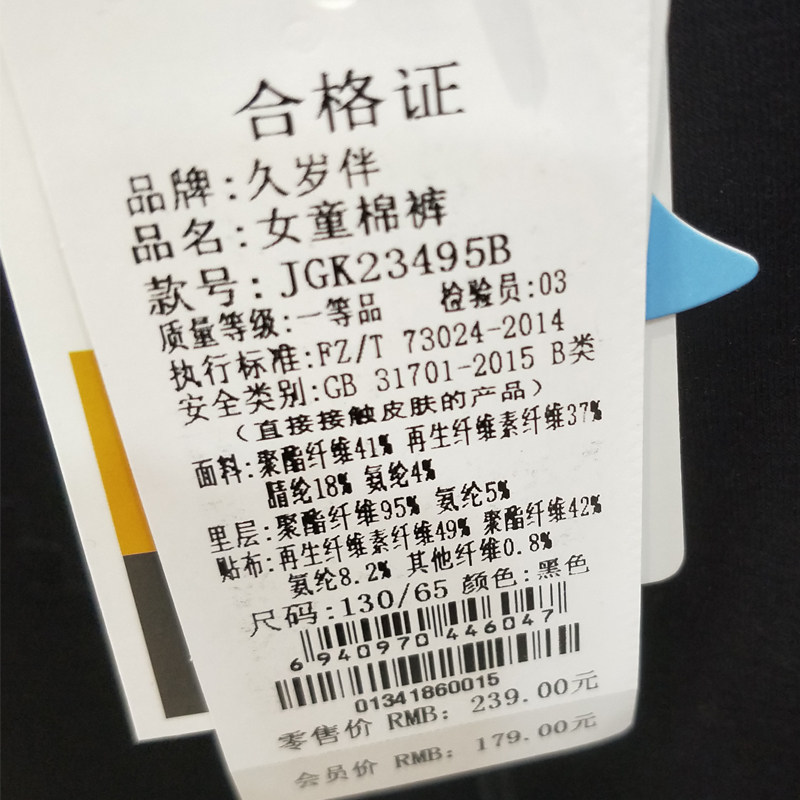 合格证
品牌:久岁伴
品名:女童棉裤
款号:JGK23495B
质量等级:一等品 检验员:03
执行标准:FZ/T 73024-2014
安全类别:GB 31701-2015 B类
（直接接触皮肤的产品）
面料:聚酯纤维41% 再生纤维素纤维37%
腈纶18% 氨纶4%
里层:聚酯纤维95% 氨纶5%
贴布:再生纤维素纤维49% 聚酯纤维42%
氨纶8.2% 其他纤维0.8%
尺码:130/65 颜色:黑色
6 940970 446047
01341860015
零售价 RMB: 239.00元
会员价 RMB: 179.00元